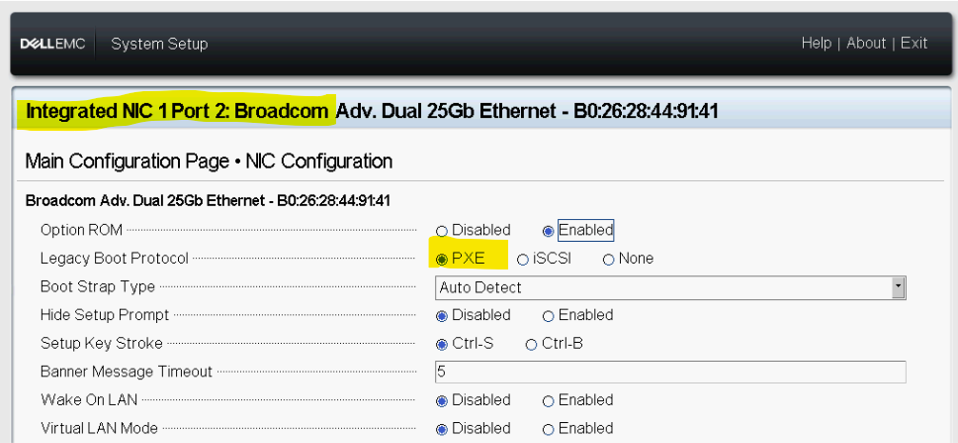 DELLEMC System Setup Help | About | Exit
Integrated NIC 1 Port 2: Broadcom Adv. Dual 25Gb Ethernet - B0:26:28:44:91:41
Main Configuration Page • NIC Configuration
Broadcom Adv. Dual 25Gb Ethernet - B0:26:28:44:91:41
Option ROM Disabled Enabled
Legacy Boot Protocol PXE iSCSI None
Boot Strap Type Auto Detect
Hide Setup Prompt Disabled Enabled
Setup Key Stroke Ctrl-S Ctrl-B
Banner Message Timeout 5
Wake On LAN Disabled Enabled
Virtual LAN Mode Disabled Enabled